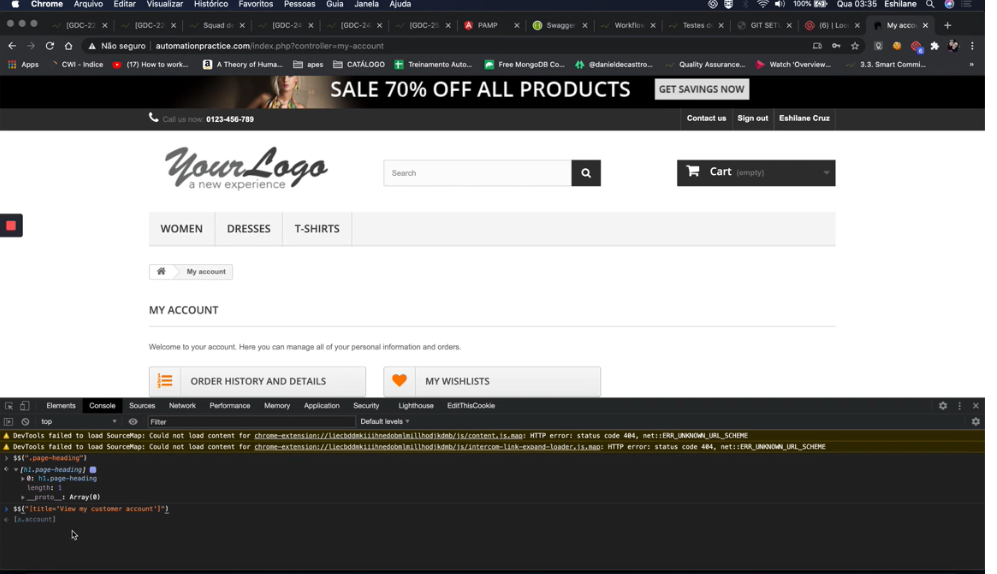 Chrome Arquivo Editar Visualizar Histórico Favoritos Pessoas Guia Janela Ajuda 100% Qua 03:35 Eshilane
[GDC-22 [GDC-22 Squad de [GDC-24 [GDC-24 [GDC-25 PAMP Swagger Workflow Testes d GIT SETU (6) | Loc My acco
Não seguro | automationpractice.com/index.php?controller=my-account
Apps CWI - Indice (17) How to work... A Theory of Huma... CATÁLOGO Treinamento Auto... Free MongoDB Co... @danieldecasttro... Quality Assurance... Watch 'Overview... 3.3. Smart Commi... »
SALE 70% OFF ALL PRODUCTS GET SAVINGS NOW
Call us now: 0123-456-789 Contact us Sign out Eshilane Cruz
YourLogo
a new experience
Search
Cart (empty)
WOMEN DRESSES T-SHIRTS
My account
MY ACCOUNT
Welcome to your account. Here you can manage all of your personal information and orders.
ORDER HISTORY AND DETAILS MY WISHLISTS
Elements Console Sources Network Performance Memory Application Security Lighthouse EditThisCookie
top Filter Default levels
DevTools failed to load SourceMap: Could not load content for chrome-extension://liecbddmkiiihnedobmlmillhodjkdmb/js/content.js.map: HTTP error: status code 404, net::ERR_UNKNOWN_URL_SCHEME
DevTools failed to load SourceMap: Could not load content for chrome-extension://liecbddmkiiihnedobmlmillhodjkdmb/js/intercom-link-expand-loader.js.map: HTTP error: status code 404, net::ERR_UNKNOWN_URL_SCHEME
$$(".page-heading")
[h1.page-heading]
0: h1.page-heading
length: 1
__proto__: Array(0)
$$("[title='View my customer account']")
[a.account]